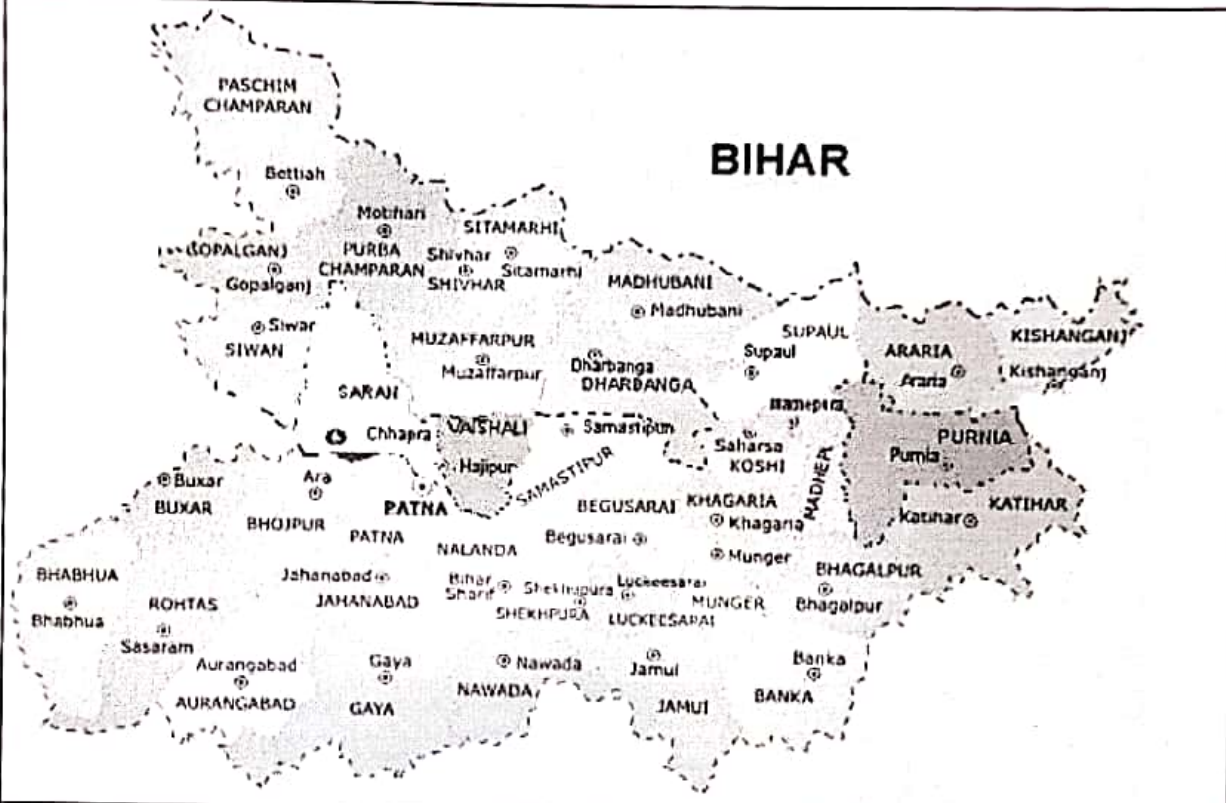 BIHAR
PASCHIM
CHAMPARAN
Bettiah
Motihari
PURBA
CHAMPARAN
SITAMARHI
Sitamarhi
Shivhar
SHIVHAR
GOPALGANJ
Gopalganj
Siwan
SIWAN
MADHUBANI
Madhubani
MUZAFFARPUR
Muzaffarpur
Dharbanga
DHARBANGA
SUPAUL
Supaul
ARARIA
Araria
KISHANGANJ
Kishanganj
SARAN
Chhapra
VAISHALI
Hajipur
Samastipur
SAMASTIPUR
Saharsa
KOSHI
PURNIA
Purnia
KATIHAR
Katihar
Buxar
BUXAR
Ara
BHOJPUR
PATNA
PATNA
NALANDA
BEGUSARAI
Begusarai
KHAGARIA
Khagaria
Munger
MUNGER
BHAGALPUR
Bhagalpur
BHABHUA
Bhabhua
ROHTAS
Sasaram
Jahanabad
JAHANABAD
Bihar
Sharif
Shekhupura
SHEKHPURA
Luckeesarai
LUCKEESARAI
Aurangabad
AURANGABAD
Gaya
GAYA
Nawada
NAWADA
Jamui
JAMUI
Banka
BANKA